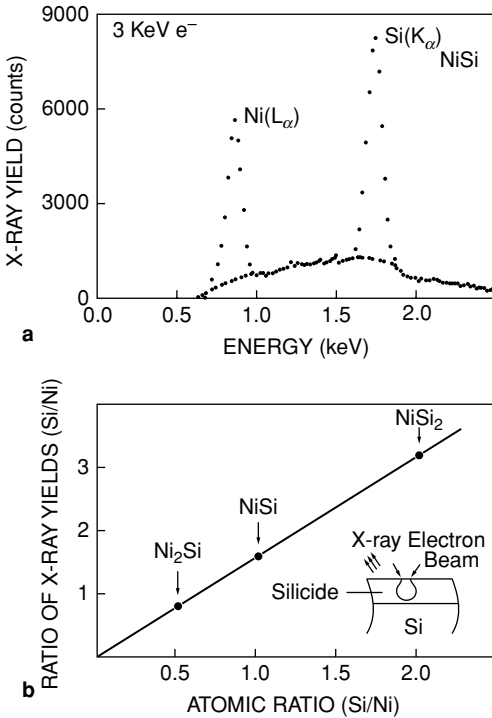 3 KeV e⁻
Si(Kα)
NiSi
Ni(Lα)
X-RAY YIELD (counts)
9000
6000
3000
0
0.0 0.5 1.0 1.5 2.0
ENERGY (keV)
a
RATIO OF X-RAY YIELDS (Si/Ni)
3
2
1
NiSi₂
NiSi
Ni₂Si
X-ray Electron
Beam
Silicide
Si
0.5 1.0 1.5 2.0
ATOMIC RATIO (Si/Ni)
b